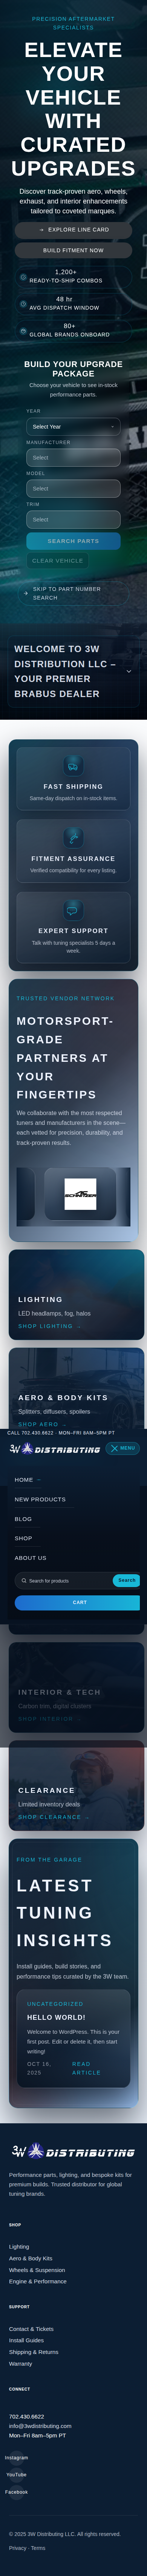 PRECISION AFTERMARKET
SPECIALISTS
ELEVATE
YOUR
VEHICLE
WITH
CURATED
UPGRADES
Discover track-proven aero, wheels,
exhaust, and interior enhancements
tailored to coveted marques.
→ EXPLORE LINE CARD
BUILD FITMENT NOW
1,200+
READY-TO-SHIP COMBOS
48 hr
AVG DISPATCH WINDOW
80+
GLOBAL BRANDS ONBOARD
BUILD YOUR UPGRADE
PACKAGE
Choose your vehicle to see in-stock
performance parts.
YEAR
Select Year
MANUFACTURER
Select
MODEL
Select
TRIM
Select
SEARCH PARTS
CLEAR VEHICLE
→ SKIP TO PART NUMBER
SEARCH
WELCOME TO 3W
DISTRIBUTION LLC –
YOUR PREMIER
BRABUS DEALER
FAST SHIPPING
Same-day dispatch on in-stock items.
FITMENT ASSURANCE
Verified compatibility for every listing.
EXPERT SUPPORT
Talk with tuning specialists 5 days a
week.
TRUSTED VENDOR NETWORK
MOTORSPORT-
GRADE
PARTNERS AT
YOUR
FINGERTIPS
We collaborate with the most respected
tuners and manufacturers in the scene—
each vetted for precision, durability, and
track-proven results.
AC SCHNITZER
LIGHTING
LED headlamps, fog, halos
SHOP LIGHTING →
AERO & BODY KITS
Splitters, diffusers, spoilers
SHOP AERO →
CALL 702.430.6622 · MON–FRI 8AM–5PM PT
3W DISTRIBUTING
MENU
HOME
NEW PRODUCTS
BLOG
SHOP
ABOUT US
Search for products
Search
CART
INTERIOR & TECH
Carbon trim, digital clusters
SHOP INTERIOR →
CLEARANCE
Limited inventory deals
SHOP CLEARANCE →
FROM THE GARAGE
LATEST
TUNING
INSIGHTS
Install guides, build stories, and
performance tips curated by the 3W team.
UNCATEGORIZED
HELLO WORLD!
Welcome to WordPress. This is your
first post. Edit or delete it, then start
writing!
OCT 16, 2025
READ ARTICLE
3W DISTRIBUTING
Performance parts, lighting, and bespoke kits for
premium builds. Trusted distributor for global
tuning brands.
SHOP
Lighting
Aero & Body Kits
Wheels & Suspension
Engine & Performance
SUPPORT
Contact & Tickets
Install Guides
Shipping & Returns
Warranty
CONNECT
702.430.6622
info@3wdistributing.com
Mon–Fri 8am–5pm PT
Instagram
YouTube
Facebook
© 2025 3W Distributing LLC. All rights reserved.
Privacy · Terms